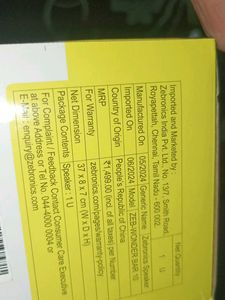 Imported and Marketed by : Net Quantity
Zebronics India Pvt. Ltd., No. 13/7, Smith Road, 1 U
Royapettah, Chennai, Tamil Nadu - 600 002.
Manufactured On 05/2024 Generic Name Zebronics Speaker
Imported On 06/2024 Model ZEB-WONDER BAR 10
Country of Origin People's Republic of China
MRP ₹1,499.00 (incl of all taxes) per Number
For Warranty zebronics.com/pages/warranty-policy
Net Dimension 37 x 8 x 7 cm (W x D x H)
Package Contents Speaker : 1 U
For Complaint / Feedback Contact Consumer Care Executive
at above Address or Tel No. 044-4000 0004 or
E-Mail : enquiry@zebronics.com